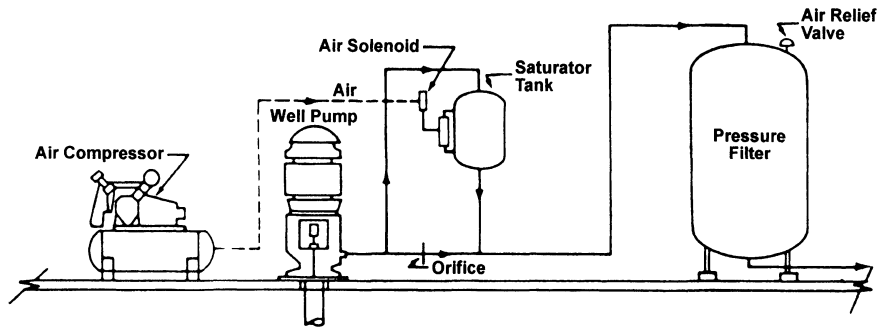 Air Relief
Valve
Air Solenoid
Saturator
Tank
Air
Well Pump
Pressure
Filter
Air Compressor
Orifice